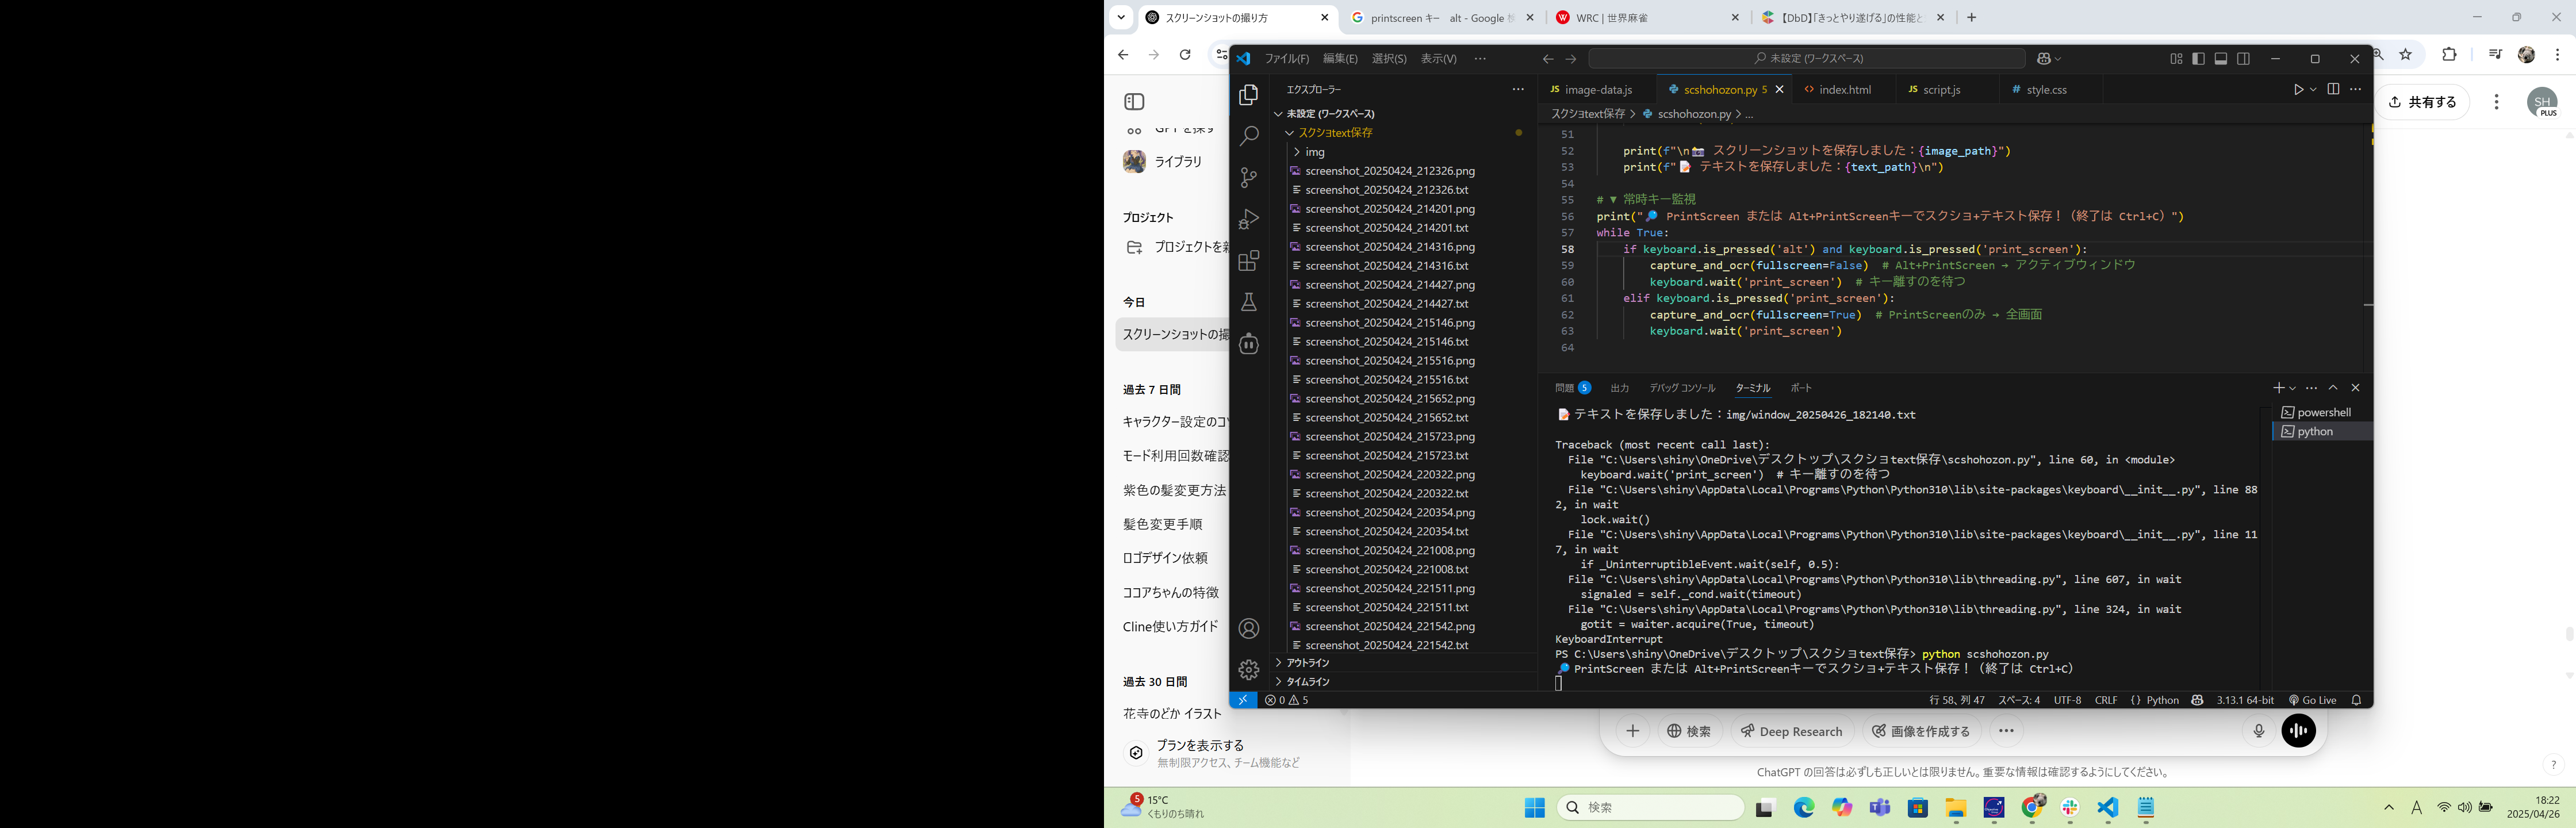 スクリーンショットの撮り方
printscreen キー alt - Google
WRC | 世界麻雀
【DbD】「きっとやり遂げる」の性能と
共有する
SH
PLUS
GPTを探す
ライブラリ
プロジェクト
プロジェクトを新
今日
スクリーンショットの撮
過去 7 日間
キャラクター設定のコ
モード利用回数確認
紫色の髪変更方法
髪色変更手順
ロゴデザイン依頼
ココアちゃんの特徴
Cline使い方ガイド
過去 30 日間
花寺のどか イラスト
プランを表示する
無制限アクセス、チーム機能など
ファイル(F) 編集(E) 選択(S) 表示(V) ···
未設定 (ワークスペース)
エクスプローラー
未設定 (ワークスペース)
スクショtext保存
img
screenshot_20250424_212326.png
screenshot_20250424_212326.txt
screenshot_20250424_214201.png
screenshot_20250424_214201.txt
screenshot_20250424_214316.png
screenshot_20250424_214316.txt
screenshot_20250424_214427.png
screenshot_20250424_214427.txt
screenshot_20250424_215146.png
screenshot_20250424_215146.txt
screenshot_20250424_215516.png
screenshot_20250424_215516.txt
screenshot_20250424_215652.png
screenshot_20250424_215652.txt
screenshot_20250424_215723.png
screenshot_20250424_215723.txt
screenshot_20250424_220322.png
screenshot_20250424_220322.txt
screenshot_20250424_220354.png
screenshot_20250424_220354.txt
screenshot_20250424_221008.png
screenshot_20250424_221008.txt
screenshot_20250424_221511.png
screenshot_20250424_221511.txt
screenshot_20250424_221542.png
screenshot_20250424_221542.txt
アウトライン
タイムライン
JS image-data.js
scshohozon.py 5
<> index.html
JS script.js
# style.css
スクショtext保存 > scshohozon.py > ...
51
52 print(f"\n📷 スクリーンショットを保存しました：{image_path}")
53 print(f"📝 テキストを保存しました：{text_path}\n")
54
55 # ▼ 常時キー監視
56 print("🔎 PrintScreen または Alt+PrintScreenキーでスクショ+テキスト保存！（終了は Ctrl+C）")
57 while True:
58 if keyboard.is_pressed('alt') and keyboard.is_pressed('print_screen'):
59 capture_and_ocr(fullscreen=False) # Alt+PrintScreen → アクティブウィンドウ
60 keyboard.wait('print_screen') # キー離すのを待つ
61 elif keyboard.is_pressed('print_screen'):
62 capture_and_ocr(fullscreen=True) # PrintScreenのみ → 全画面
63 keyboard.wait('print_screen')
64
問題 5 出力 デバッグ コンソール ターミナル ポート
powershell
python
📝 テキストを保存しました：img/window_20250426_182140.txt
Traceback (most recent call last):
File "C:\Users\shiny\OneDrive\デスクトップ\スクショtext保存\scshohozon.py", line 60, in <module>
keyboard.wait('print_screen') # キー離すのを待つ
File "C:\Users\shiny\AppData\Local\Programs\Python\Python310\lib\site-packages\keyboard\__init__.py", line 88
2, in wait
lock.wait()
File "C:\Users\shiny\AppData\Local\Programs\Python\Python310\lib\site-packages\keyboard\__init__.py", line 11
7, in wait
if _UninterruptibleEvent.wait(self, 0.5):
File "C:\Users\shiny\AppData\Local\Programs\Python\Python310\lib\threading.py", line 607, in wait
signaled = self._cond.wait(timeout)
File "C:\Users\shiny\AppData\Local\Programs\Python\Python310\lib\threading.py", line 324, in wait
gotit = waiter.acquire(True, timeout)
KeyboardInterrupt
PS C:\Users\shiny\OneDrive\デスクトップ\スクショtext保存> python scshohozon.py
🔎 PrintScreen または Alt+PrintScreenキーでスクショ+テキスト保存！（終了は Ctrl+C）
0 5
行 58、列 47 スペース: 4 UTF-8 CRLF {} Python 3.13.1 64-bit Go Live
検索
Deep Research
画像を作成する
ChatGPT の回答は必ずしも正しいとは限りません。重要な情報は確認するようにしてください。
?
5
15°C
くもりのち晴れ
検索
A
18:22
2025/04/26